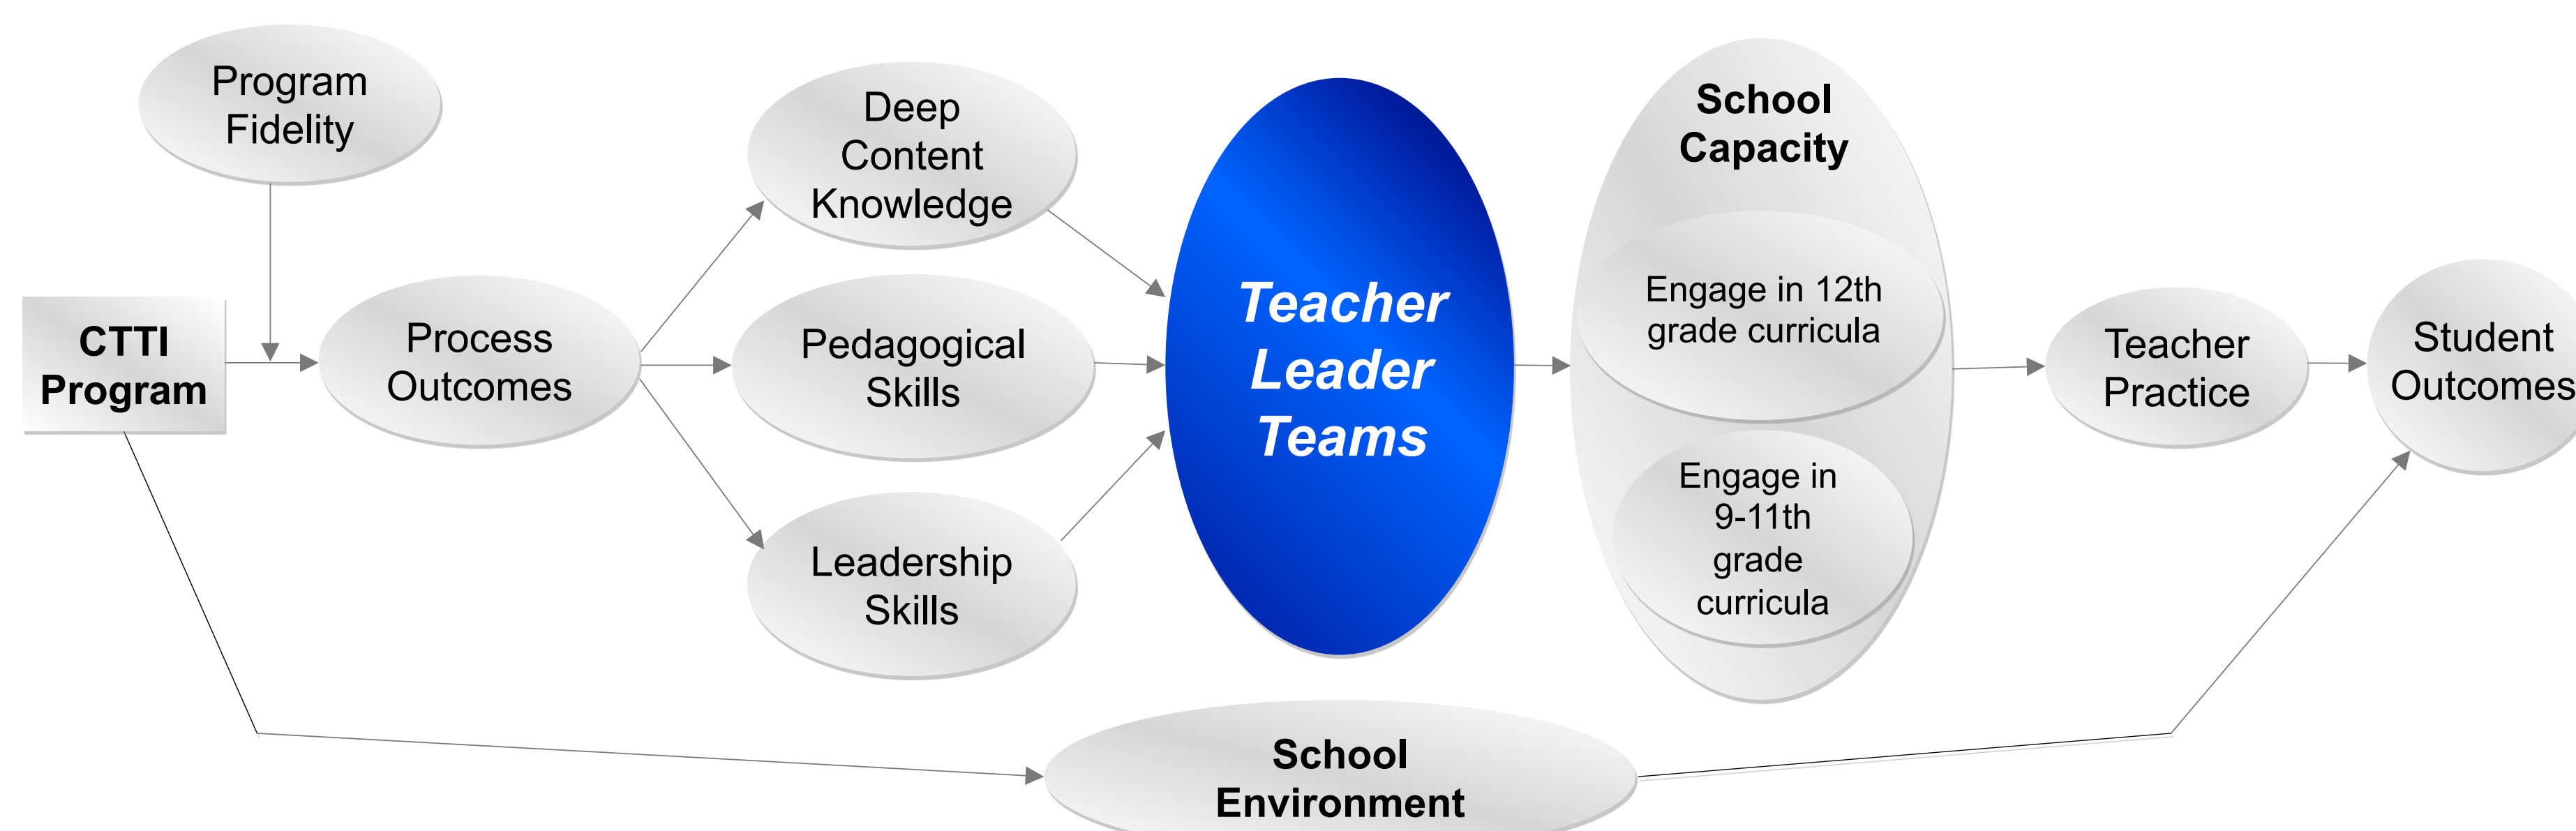 Program
Fidelity
CTTI
Program
Process
Outcomes
Deep
Content
Knowledge
Pedagogical
Skills
Leadership
Skills
Teacher
Leader
Teams
School
Capacity
Engage in 12th
grade curricula
Engage in
9-11th
grade
curricula
Teacher
Practice
Student
Outcomes
School
Environment